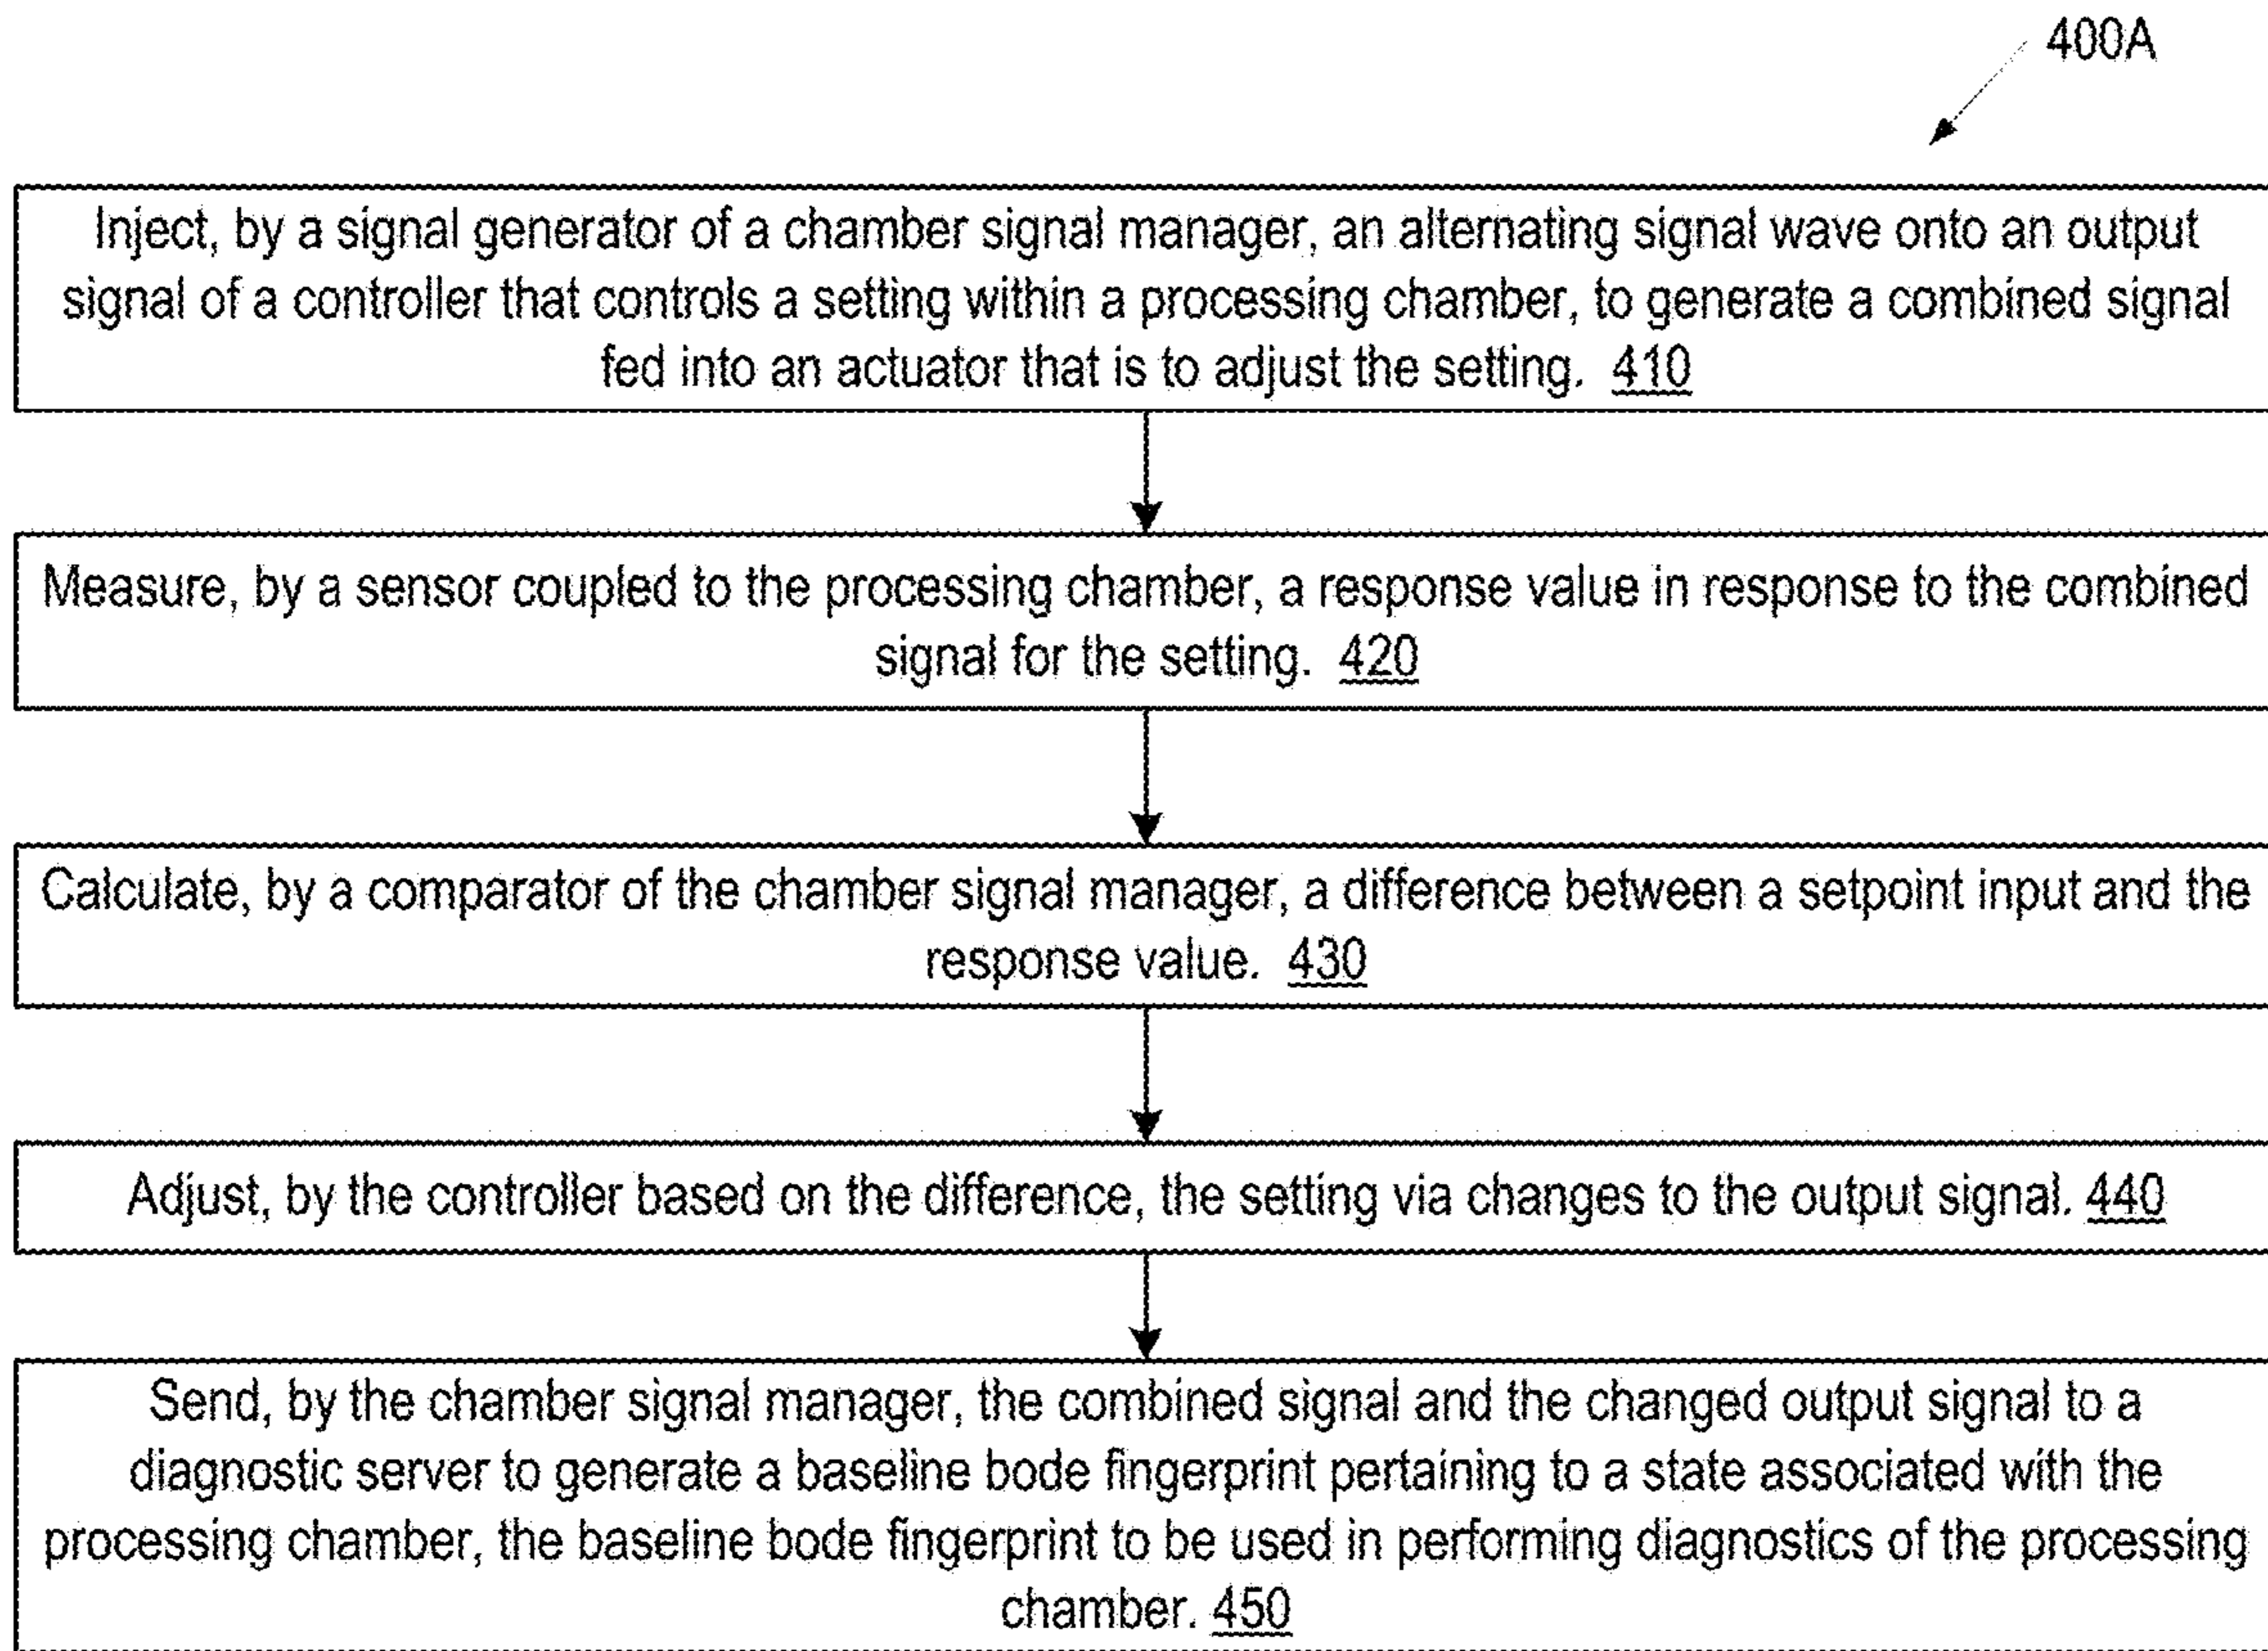 400A
Inject, by a signal generator of a chamber signal manager, an alternating signal wave onto an output
signal of a controller that controls a setting within a processing chamber, to generate a combined signal
fed into an actuator that is to adjust the setting. 410
Measure, by a sensor coupled to the processing chamber, a response value in response to the combined
signal for the setting. 420
Calculate, by a comparator of the chamber signal manager, a difference between a setpoint input and the
response value. 430
Adjust, by the controller based on the difference, the setting via changes to the output signal. 440
Send, by the chamber signal manager, the combined signal and the changed output signal to a
diagnostic server to generate a baseline bode fingerprint pertaining to a state associated with the
processing chamber, the baseline bode fingerprint to be used in performing diagnostics of the processing
chamber. 450